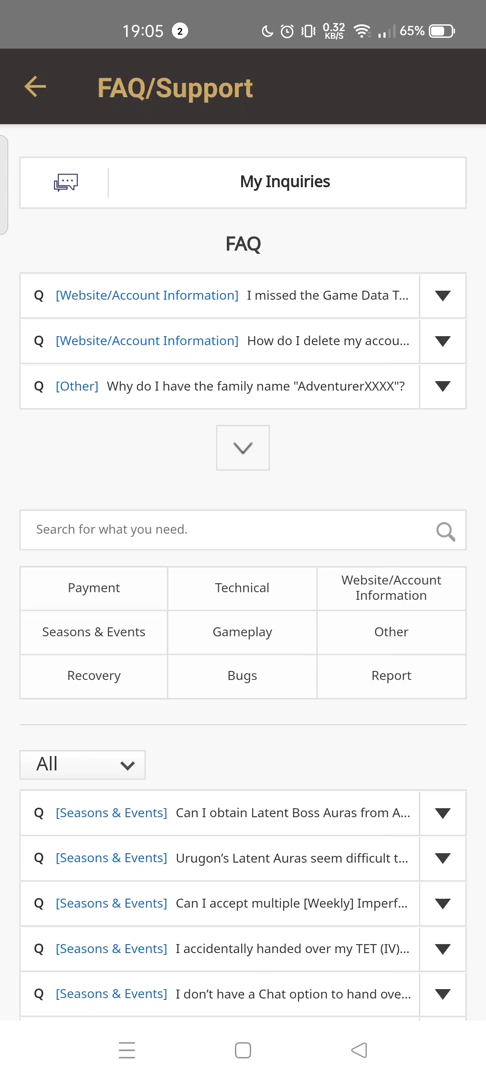 19:05 2 0.32 KB/S 65%
FAQ/Support
My Inquiries
FAQ
Q [Website/Account Information] I missed the Game Data T...
Q [Website/Account Information] How do I delete my accou...
Q [Other] Why do I have the family name "AdventurerXXXX"?
Search for what you need.
Payment Technical Website/Account Information
Seasons & Events Gameplay Other
Recovery Bugs Report
All
Q [Seasons & Events] Can I obtain Latent Boss Auras from A...
Q [Seasons & Events] Urugon's Latent Auras seem difficult t...
Q [Seasons & Events] Can I accept multiple [Weekly] Imperf...
Q [Seasons & Events] I accidentally handed over my TET (IV)...
Q [Seasons & Events] I don't have a Chat option to hand ove...